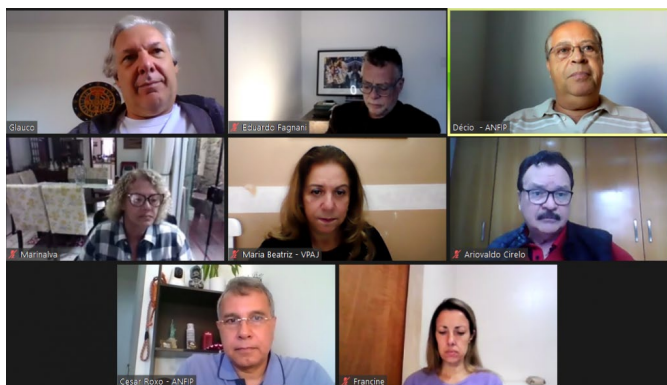 Glauco
Eduardo Fagnani
Décio - ANFIP
Marinalva
Maria Beatriz - VPAJ
Ariovaldo Cirelo
Cesar Roxo - ANFIP
Francine